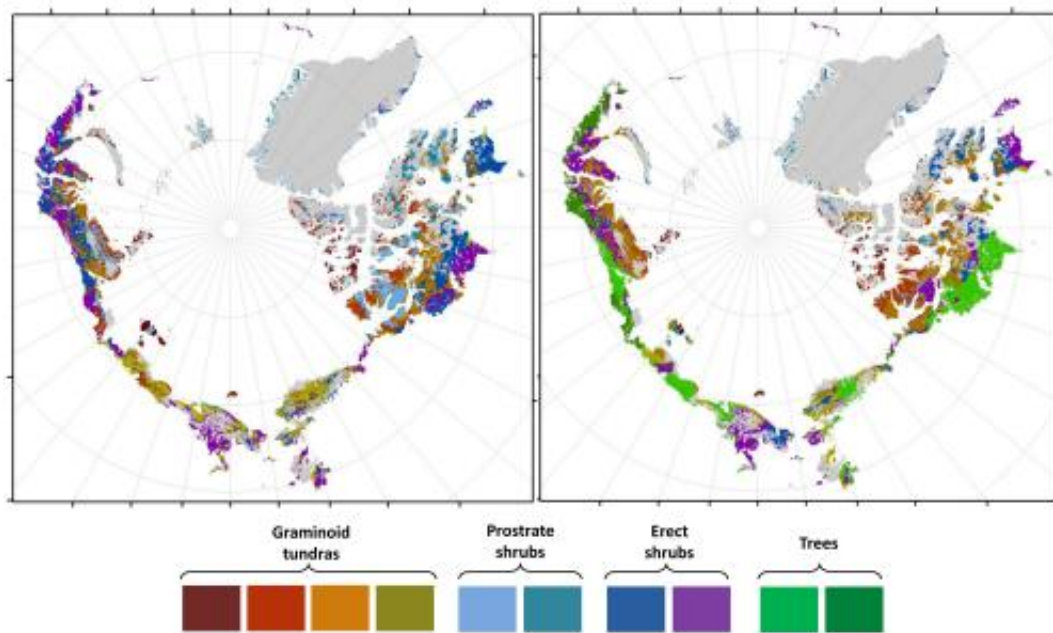 Graminoid
tundras
Prostrate
shrubs
Erect
shrubs
Trees